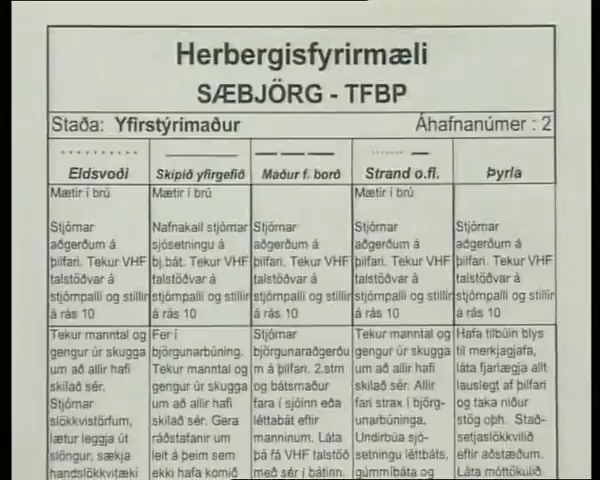 Herbergisfyrirmæli
SÆBJÖRG - TFBP
Staða: Yfirstýrimaður
Áhafnanúmer : 2
Eldsvoði
Skipið yfirgefið
Maður f. borð
Strand o.fl.
Þyrla
Mætir í brú
Stjórnar
aðgerðum á
þilfari. Tekur VHF
talstöðvar á
stjórnpalli og stillir
á rás 10
Mætir í brú
Nafnakall stjórnar
sjósetningu á
bj.bát. Tekur VHF
talstöðvar á
stjórnpalli og stillir
á rás 10
Stjórnar
aðgerðum á
þilfari. Tekur VHF
talstöðvar á
stjórnpalli og stillir
á rás 10
Mætir í brú
Stjórnar
aðgerðum á
þilfari. Tekur VHF
talstöðvar á
stjórnpalli og stillir
á rás 10
Stjórnar
aðgerðum á
þilfari. Tekur VHF
talstöðvar á
stjórnpalli og stillir
á rás 10
Tekur manntal og
gengur úr skugga
um að allir hafi
skilað sér.
Stjórnar
slökkvistörfum,
lætur leggja út
slöngur, sækja
handslökkvitæki
Fer í
björgunarbúning.
Tekur manntal og
gengur úr skugga
um að allir hafi
skilað sér. Gera
ráðstafanir um
leit á þeim sem
ekki hafa komið
Stjórnar
björgunaraðgerðu
m á þilfari. 2.stm
og bátsmaður
fara í sjóinn eða
léttabát eftir
manninum. Láta
þá fá VHF talstöð
með sér í bátinn.
Tekur manntal og
gengur úr skugga
um að allir hafi
skilað sér. Allir
fari strax í björg-
unarbúninga.
Undirbúa sjó-
setningu léttbáts,
gúmmíbáta og
Hafa tilbúin blys
til merkjagjafa,
láta fjarlægja allt
lauslegt af þilfari
og taka niður
stög oþh. Stað-
setjaslökkvilið
eftir aðstæðum.
Láta móttökulið